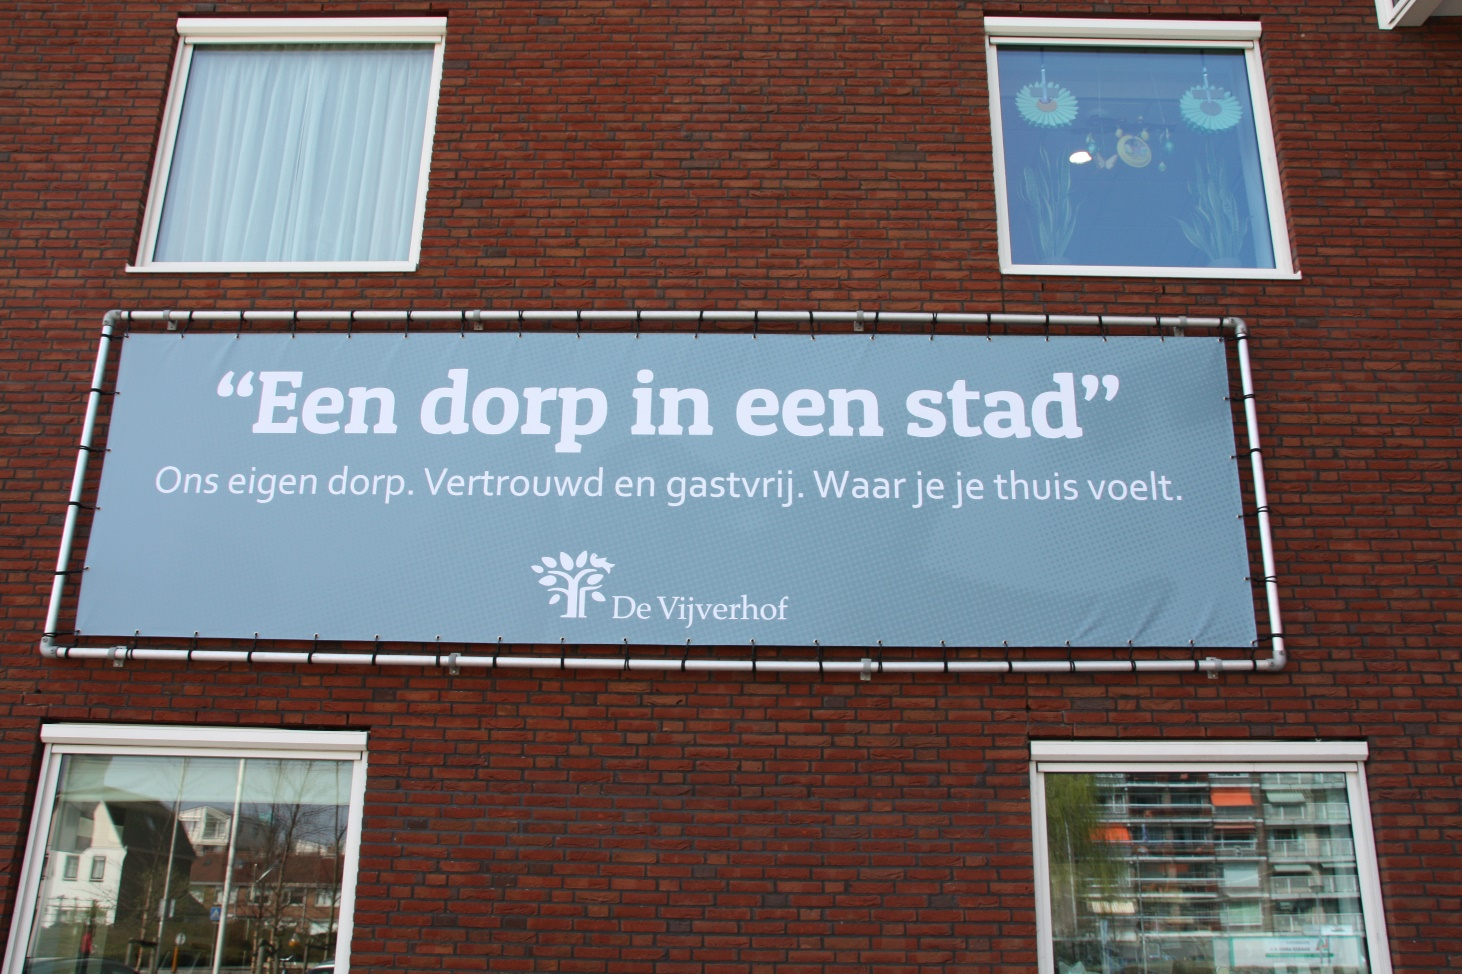 “Een dorp in een stad”
Ons eigen dorp. Vertrouwd en gastvrij. Waar je je thuis voelt.
De Vijverhof